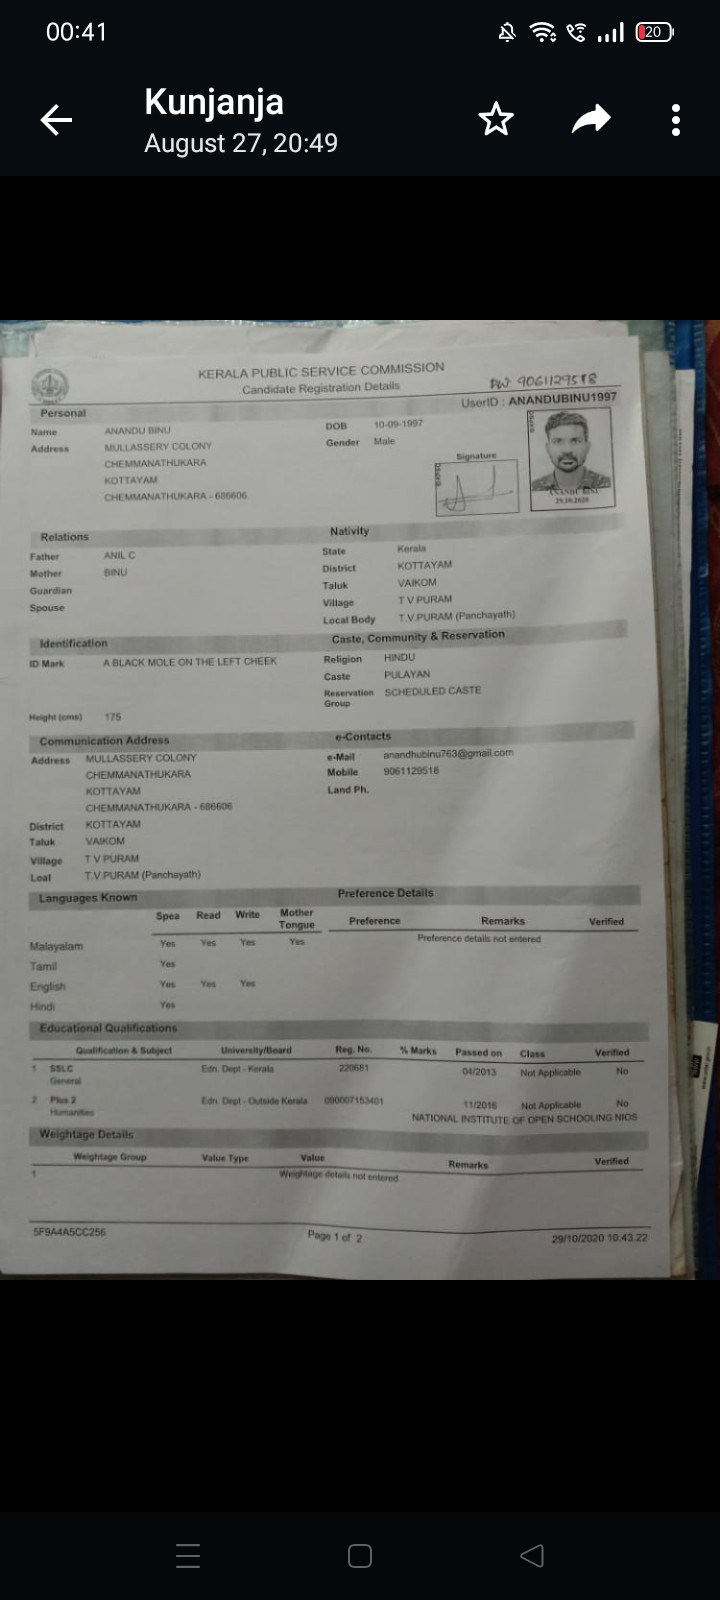 00:41
20
Kunjanja
August 27, 20:49
KERALA PUBLIC SERVICE COMMISSION
Candidate Registration Details
PW: 9061129518
UserID : ANANDUBINU1997
Personal
Name ANANDU BINU DOB 10-09-1997
Address MULLASSERY COLONY Gender Male
CHEMMANATHUKARA Signature
KOTTAYAM
CHEMMANATHUKARA - 686606
ANANDU BINU
29.10.2020
Relations Nativity
Father ANIL C State Kerala
Mother BINU District KOTTAYAM
Guardian Taluk VAIKOM
Spouse Village T V PURAM
Local Body T.V.PURAM (Panchayath)
Identification Caste, Community & Reservation
ID Mark A BLACK MOLE ON THE LEFT CHEEK Religion HINDU
Caste PULAYAN
Reservation Group SCHEDULED CASTE
Height (cms) 175
Communication Address e-Contacts
Address MULLASSERY COLONY e-Mail anandhubinu763@gmail.com
CHEMMANATHUKARA Mobile 9061129518
KOTTAYAM Land Ph.
CHEMMANATHUKARA - 686606
District KOTTAYAM
Taluk VAIKOM
Village T V PURAM
Loal T.V.PURAM (Panchayath)
Languages Known Preference Details
Spea Read Write Mother Tongue Preference Remarks Verified
Malayalam Yes Yes Yes Yes Preference details not entered
Tamil Yes
English Yes Yes Yes
Hindi Yes
Educational Qualifications
Qualification & Subject University/Board Reg. No. % Marks Passed on Class Verified
1 SSLC Edn. Dept - Kerala 220681 04/2013 Not Applicable No
General
2 Plus 2 Edn. Dept - Outside Kerala 090007153401 11/2016 Not Applicable No
Humanities NATIONAL INSTITUTE OF OPEN SCHOOLING NIOS
Weightage Details
Weightage Group Value Type Value Remarks Verified
1 Weightage details not entered
5F9A4A5CC256 Page 1 of 2 29/10/2020 10.43.22